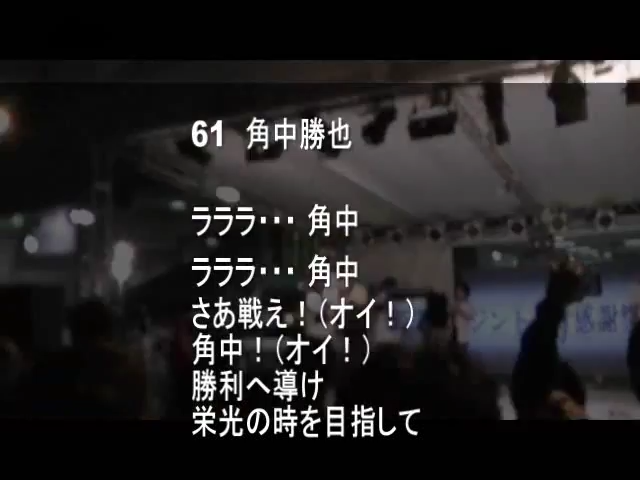 61 角中勝也
ラララ・・・ 角中
ラララ・・・ 角中
さあ戦え！（オイ！）
角中！（オイ！）
勝利へ導け
栄光の時を目指して